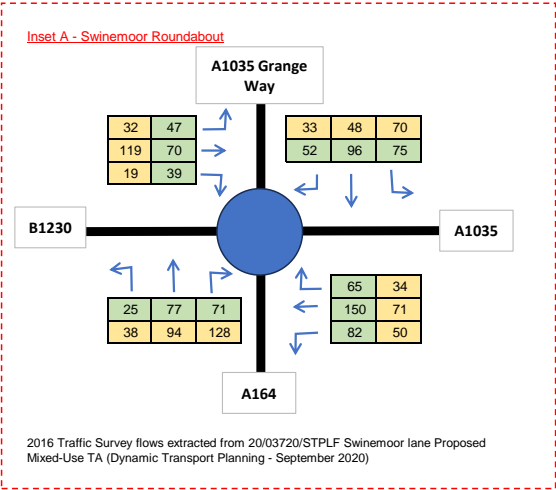 Inset A - Swinemoor Roundabout
A1035 Grange
Way
32 47
119 70
19 39
33 48 70
52 96 75
B1230
A1035
25 77 71
38 94 128
65 34
150 71
82 50
A164
2016 Traffic Survey flows extracted from 20/03720/STPLF Swinemoor lane Proposed
Mixed-Use TA (Dynamic Transport Planning - September 2020)